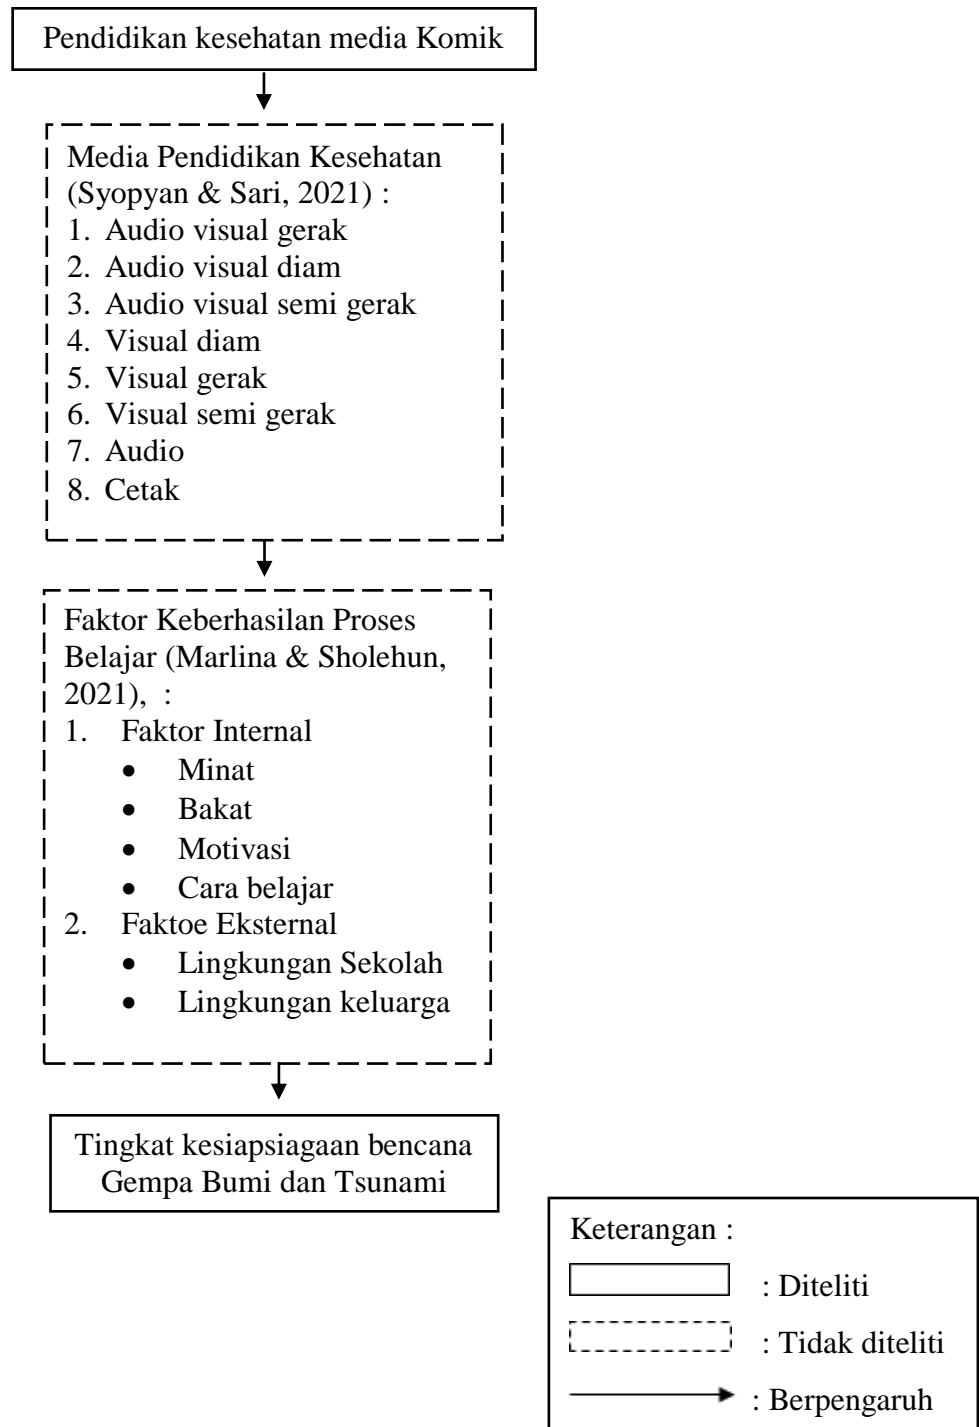 Pendidikan kesehatan media Komik
Media Pendidikan Kesehatan
(Syopyan & Sari, 2021) :
1. Audio visual gerak
2. Audio visual diam
3. Audio visual semi gerak
4. Visual diam
5. Visual gerak
6. Visual semi gerak
7. Audio
8. Cetak
Faktor Keberhasilan Proses
Belajar (Marlina & Sholehun,
2021), :
1. Faktor Internal
• Minat
• Bakat
• Motivasi
• Cara belajar
2. Faktoe Eksternal
• Lingkungan Sekolah
• Lingkungan keluarga
Tingkat kesiapsiagaan bencana
Gempa Bumi dan Tsunami
Keterangan :
: Diteliti
: Tidak diteliti
: Berpengaruh